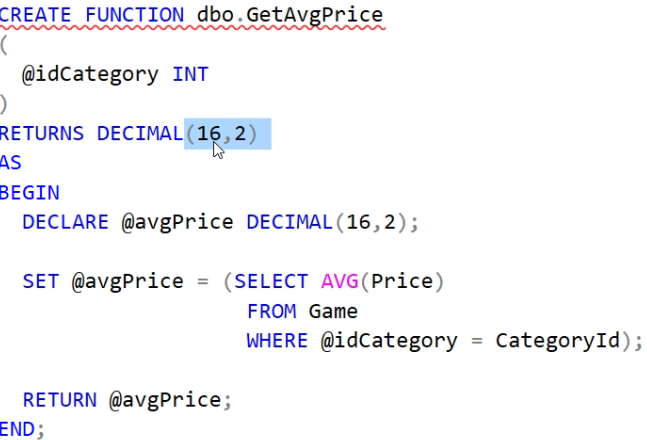 CREATE FUNCTION dbo.GetAvgPrice
(
@idCategory INT
)
RETURNS DECIMAL(16,2)
AS
BEGIN
DECLARE @avgPrice DECIMAL(16,2);
SET @avgPrice = (SELECT AVG(Price)
FROM Game
WHERE @idCategory = CategoryId);
RETURN @avgPrice;
END;